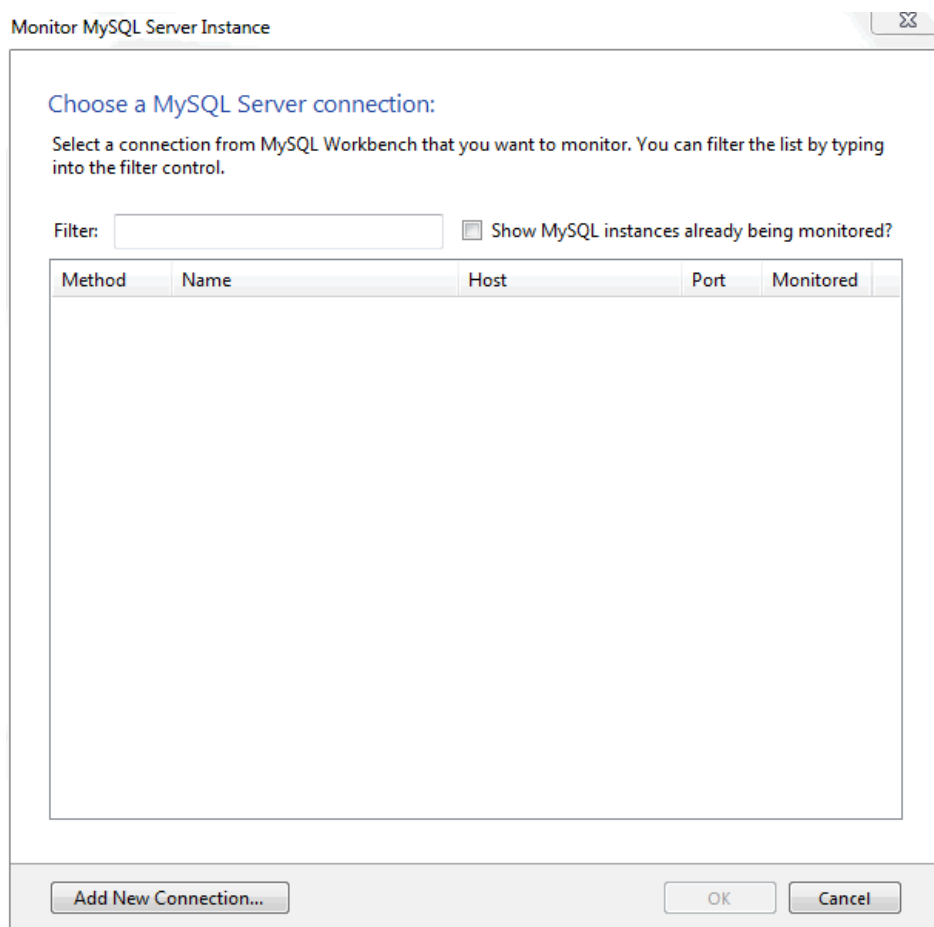 Monitor MySQL Server Instance
Choose a MySQL Server connection:
Select a connection from MySQL Workbench that you want to monitor. You can filter the list by typing
into the filter control.
Filter: Show MySQL instances already being monitored?
Method Name Host Port Monitored
Add New Connection... OK Cancel